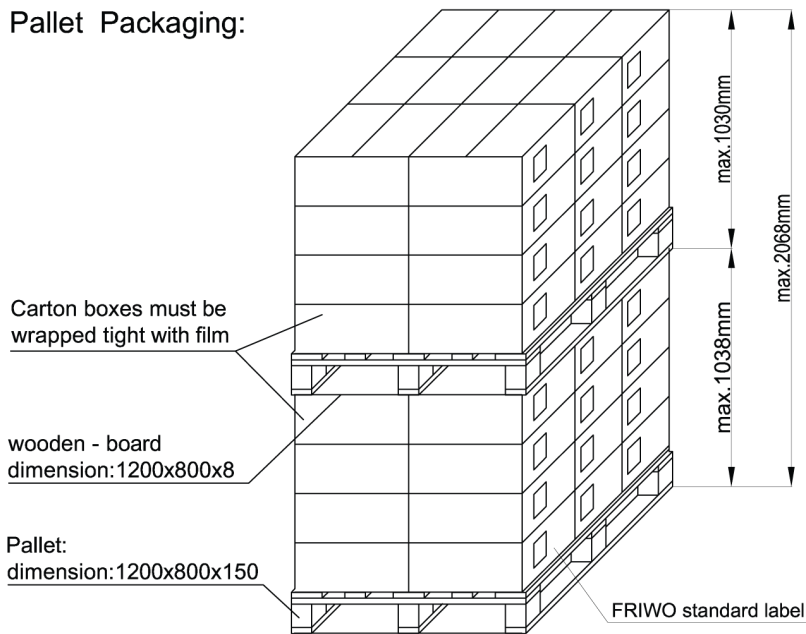 Pallet Packaging:
max.1030mm
max.2068mm
Carton boxes must be
wrapped tight with film
max.1038mm
wooden - board
dimension:1200x800x8
Pallet:
dimension:1200x800x150
FRIWO standard label